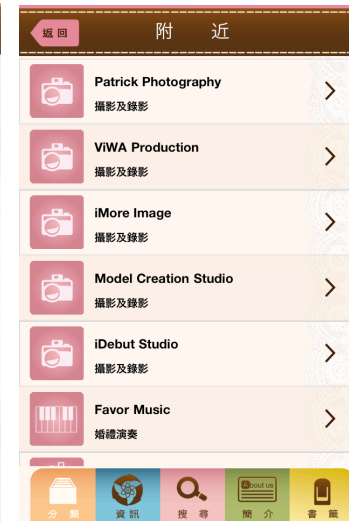 返回
附近
Patrick Photography
攝影及錄影
ViWA Production
攝影及錄影
iMore Image
攝影及錄影
Model Creation Studio
攝影及錄影
iDebut Studio
攝影及錄影
Favor Music
婚禮演奏
About us
分類 資訊 搜尋 簡介 書籤